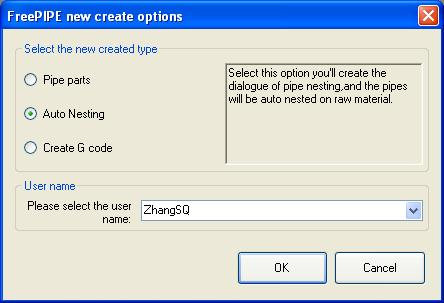 FreePIPE new create options
Select the new created type
Pipe parts
Auto Nesting
Create G code
Select this option you'll create the
dialogue of pipe nesting,and the pipes
will be auto nested on raw material.
User name
Please select the user
name:
ZhangSQ
OK
Cancel